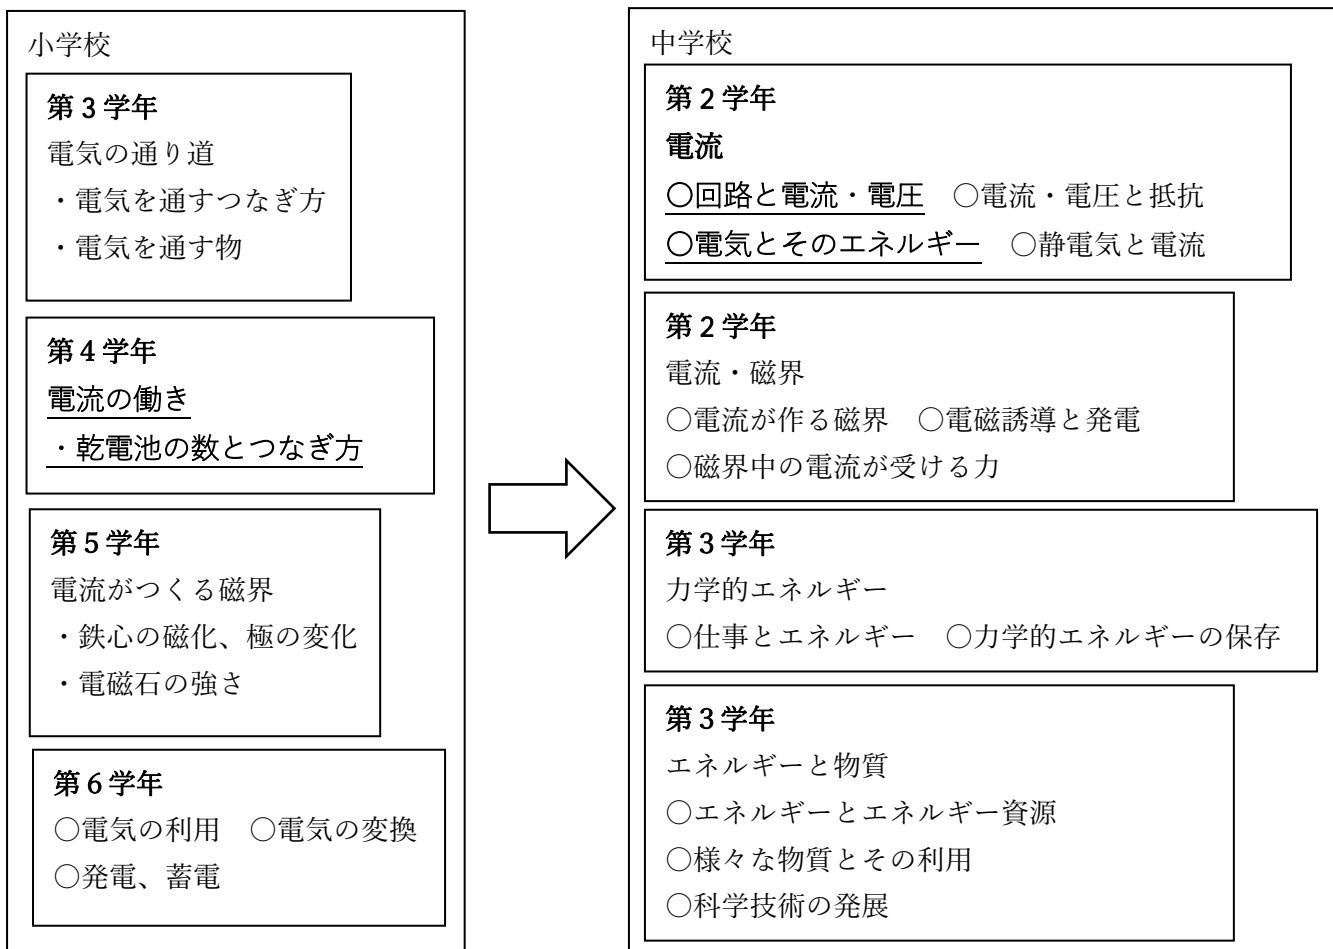 小学校
第3学年
電気の通り道
・電気を通すつなぎ方
・電気を通す物
第4学年
電流の働き
・乾電池の数とつなぎ方
第5学年
電流がつくる磁界
・鉄心の磁化、極の変化
・電磁石の強さ
第6学年
○電気の利用　○電気の変換
○発電、蓄電
中学校
第2学年
電流
○回路と電流・電圧　○電流・電圧と抵抗
○電気とそのエネルギー　○静電気と電流
第2学年
電流・磁界
○電流が作る磁界　○電磁誘導と発電
○磁界中の電流が受ける力
第3学年
力学的エネルギー
○仕事とエネルギー　○力学的エネルギーの保存
第3学年
エネルギーと物質
○エネルギーとエネルギー資源
○様々な物質とその利用
○科学技術の発展